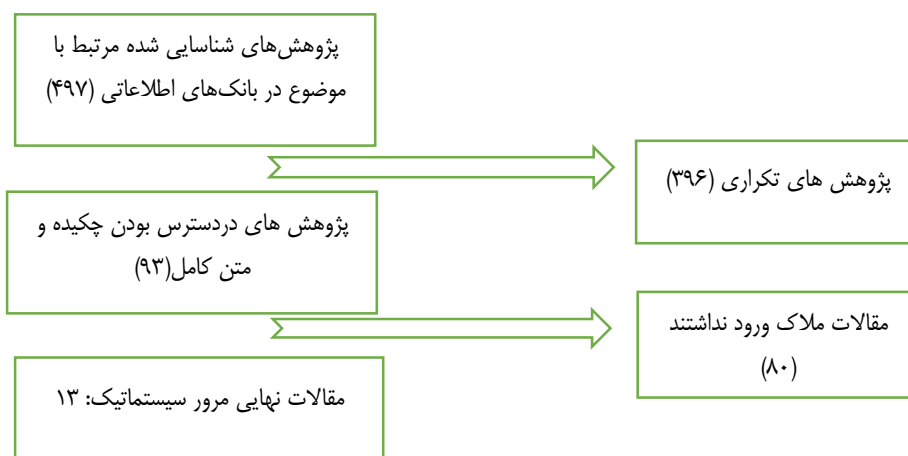 پژوهش‌های شناسایی شده مرتبط با
موضوع در بانک‌های اطلاعاتی (۴۹۷)
پژوهش های تکراری (۳۹۶)
پژوهش های دردسترس بودن چکیده و
متن کامل(۹۳)
مقالات ملاک ورود نداشتند
(۸۰)
مقالات نهایی مرور سیستماتیک: ۱۳